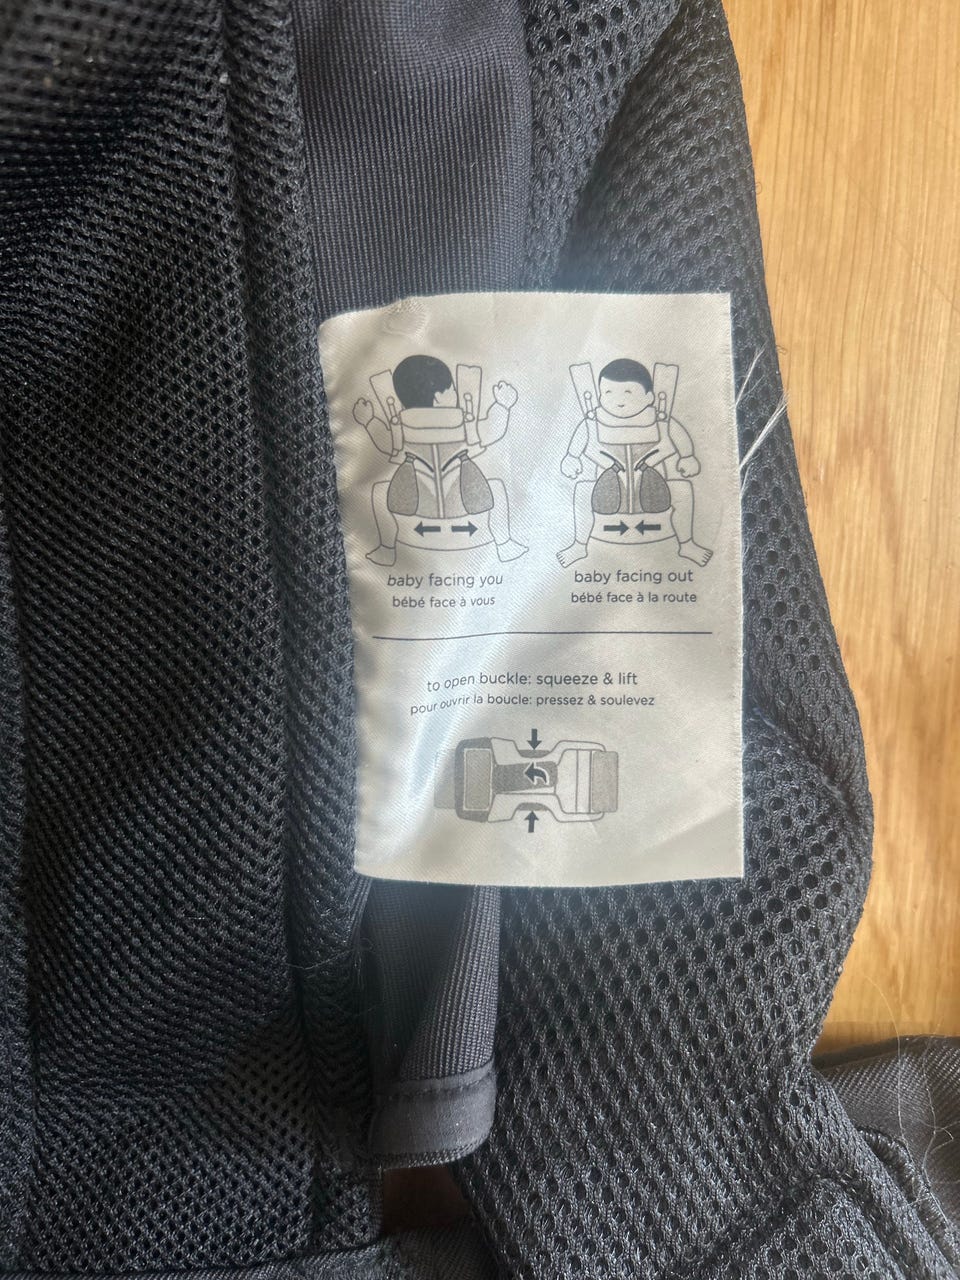 baby facing you
bébé face à vous
baby facing out
bébé face à la route
to open buckle: squeeze & lift
pour ouvrir la boucle: pressez & soulevez